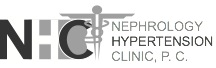 NHC
NEPHROLOGY
HYPERTENSION
CLINIC, P. C.